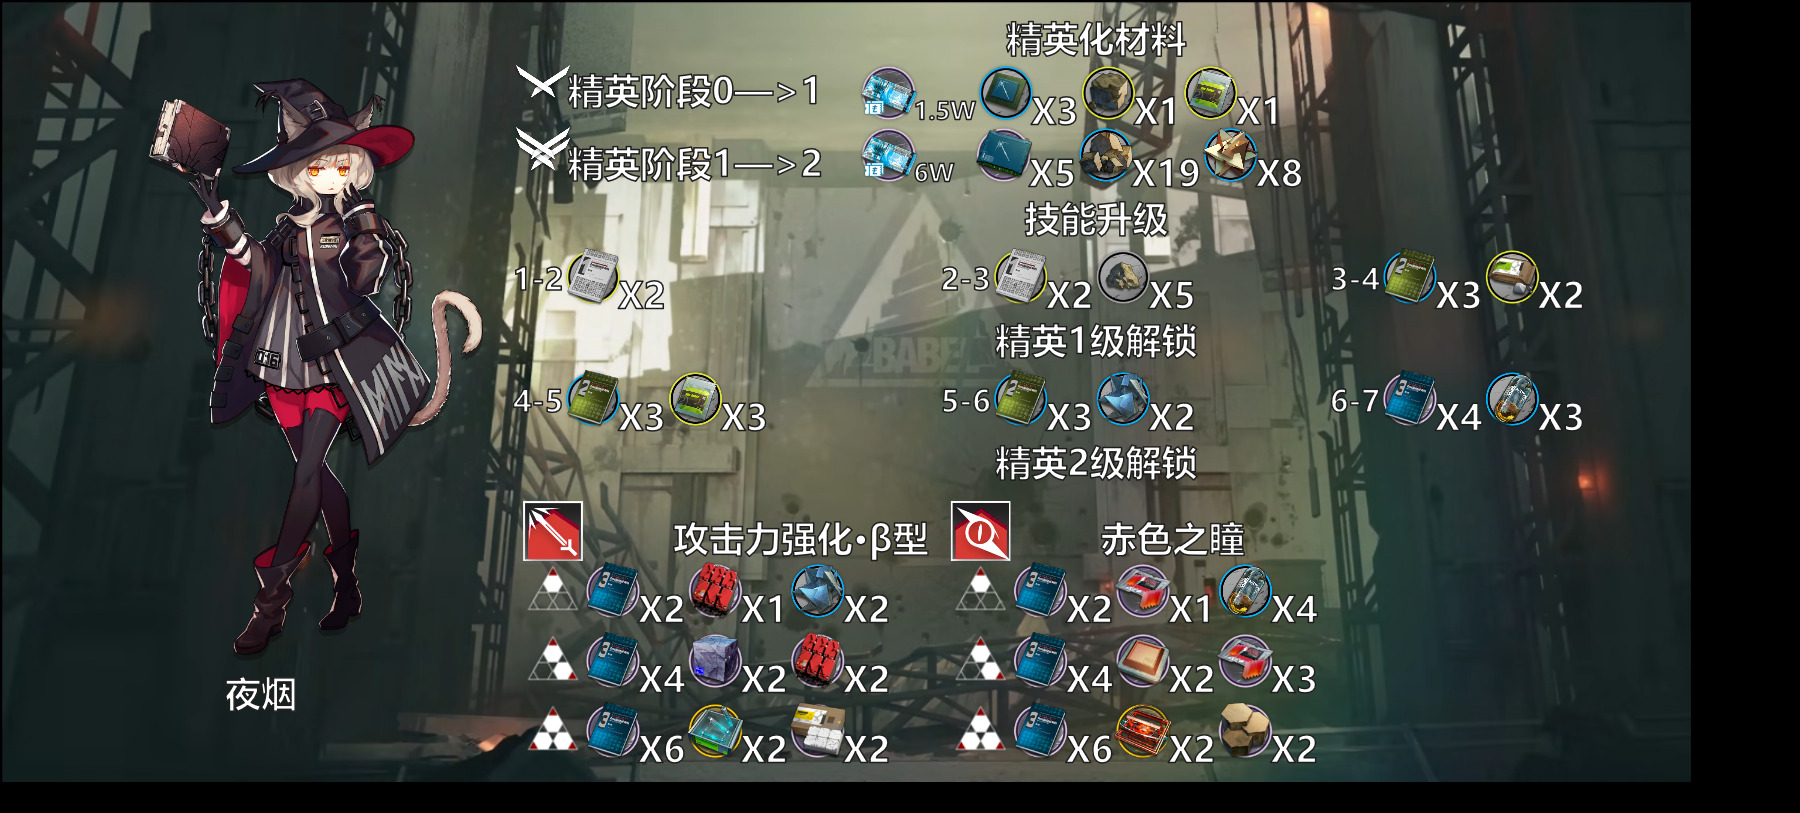 精英化材料
精英阶段0—>1 1.5W X3 X1 X1
精英阶段1—>2 6W X5 X19 X8
技能升级
1-2 X2 2-3 X2 X5 3-4 X3 X2
精英1级解锁
BABEL
4-5 X3 X3 5-6 X3 X2 6-7 X4 X3
精英2级解锁
攻击力强化·β型 赤色之瞳
X2 X1 X2 X2 X1 X4
X4 X2 X2 X4 X2 X3
夜烟
X6 X2 X2 X6 X2 X2